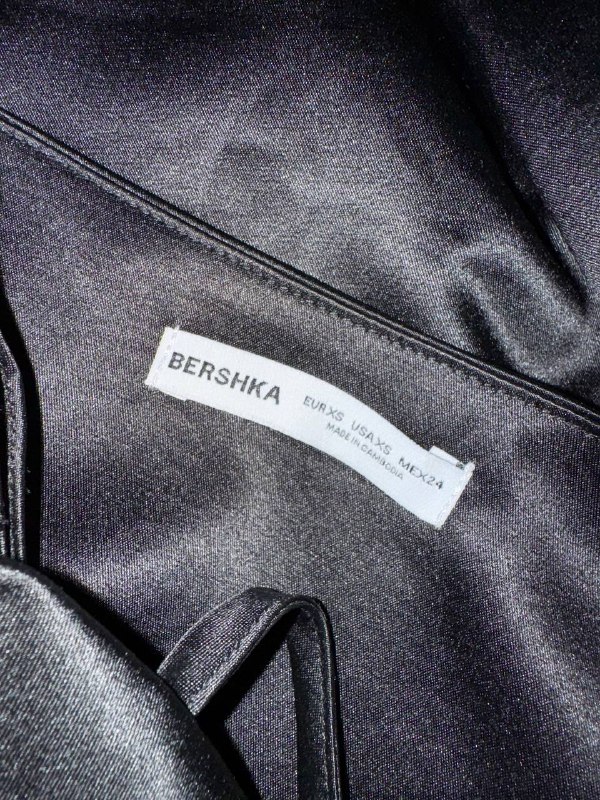 BERSHKA
EUR XS USA XS MEX 24
MADE IN CAMBODIA